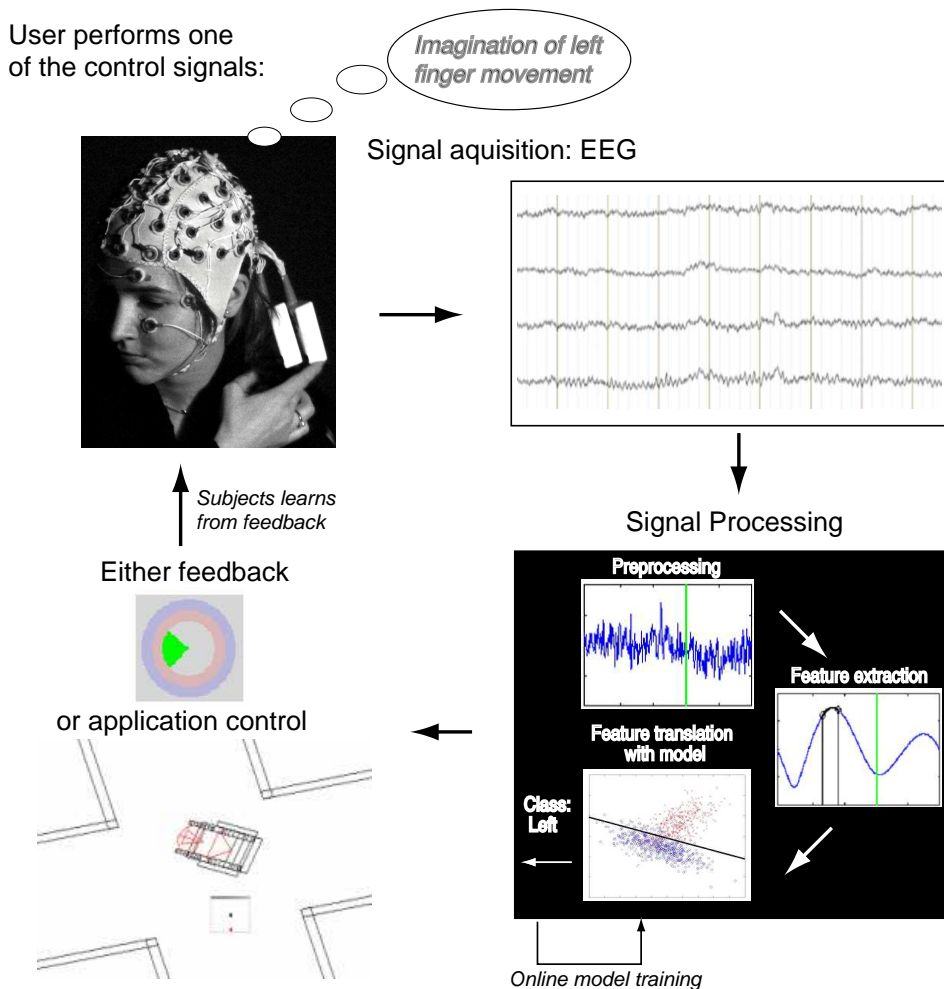 User performs one
of the control signals:
Imagination of left
finger movement
Signal aquisition: EEG
Subjects learns
from feedback
Signal Processing
Either feedback
Preprocessing
Feature extraction
or application control
Feature translation
with model
Class:
Left
Online model training